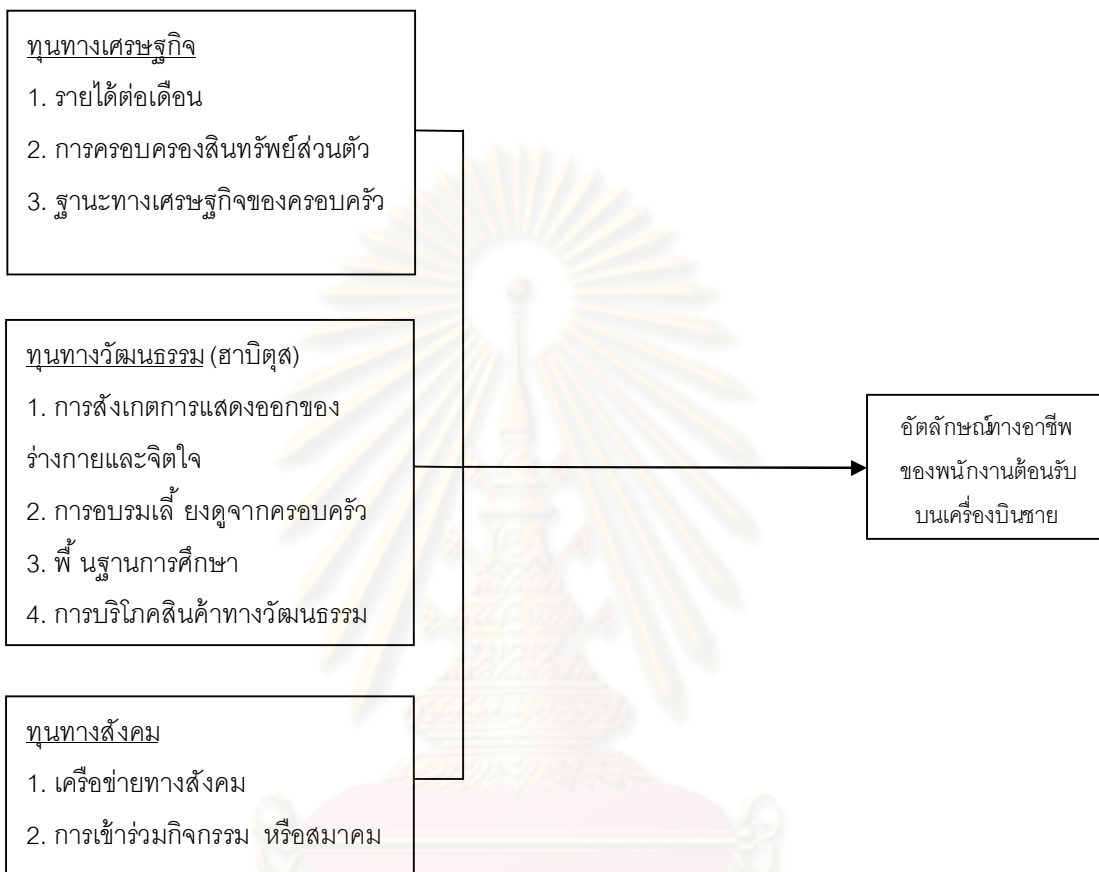 ทุนทางเศรษฐกิจ
1. รายได้ต่อเดือน
2. การครอบครองสินทรัพย์ส่วนตัว
3. ฐานะทางเศรษฐกิจของครอบครัว
ทุนทางวัฒนธรรม (ฮาบิตุส)
1. การสังเกตการแสดงออกของ
ร่างกายและจิตใจ
2. การอบรมเลี้ยงดูจากครอบครัว
3. พื้นฐานการศึกษา
4. การบริโภคสินค้าทางวัฒนธรรม
ทุนทางสังคม
1. เครือข่ายทางสังคม
2. การเข้าร่วมกิจกรรม หรือสมาคม
อัตลักษณ์ทางอาชีพ
ของพนักงานต้อนรับ
บนเครื่องบินชาย